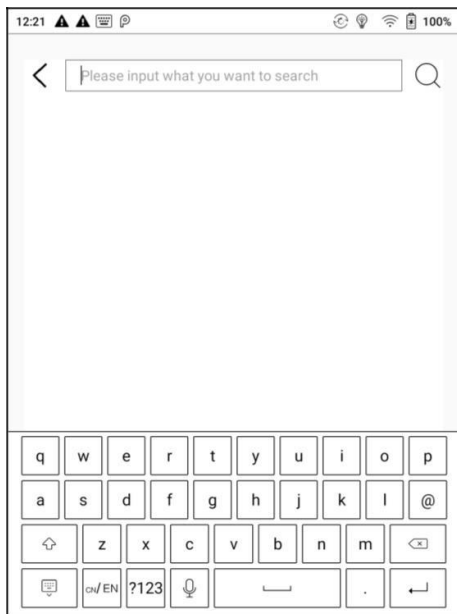 12:21 100%
Please input what you want to search
q w e r t y u i o p
a s d f g h j k l @
z x c v b n m
CN/EN ?123 .